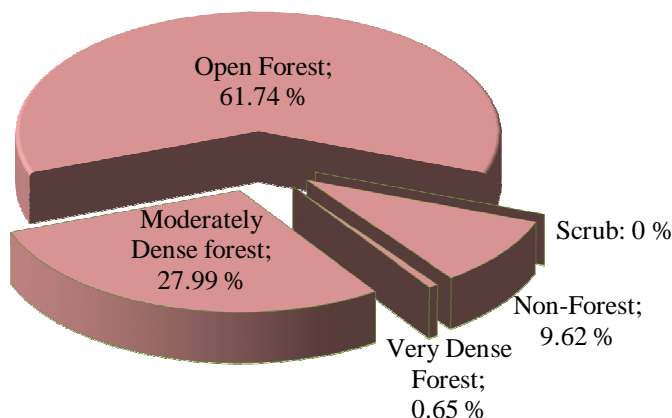 Open Forest;
61.74 %
Moderately
Dense forest;
27.99 %
Scrub: 0 %
Non-Forest;
9.62 %
Very Dense
Forest;
0.65 %